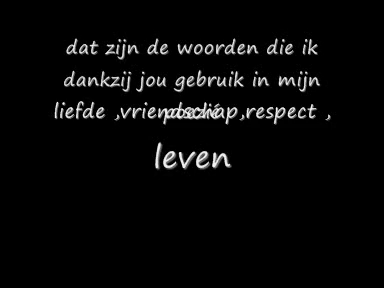 dat zijn de woorden die ik
dankzij jou gebruik in mijn
liefde ,vriendschap,respect ,
leven